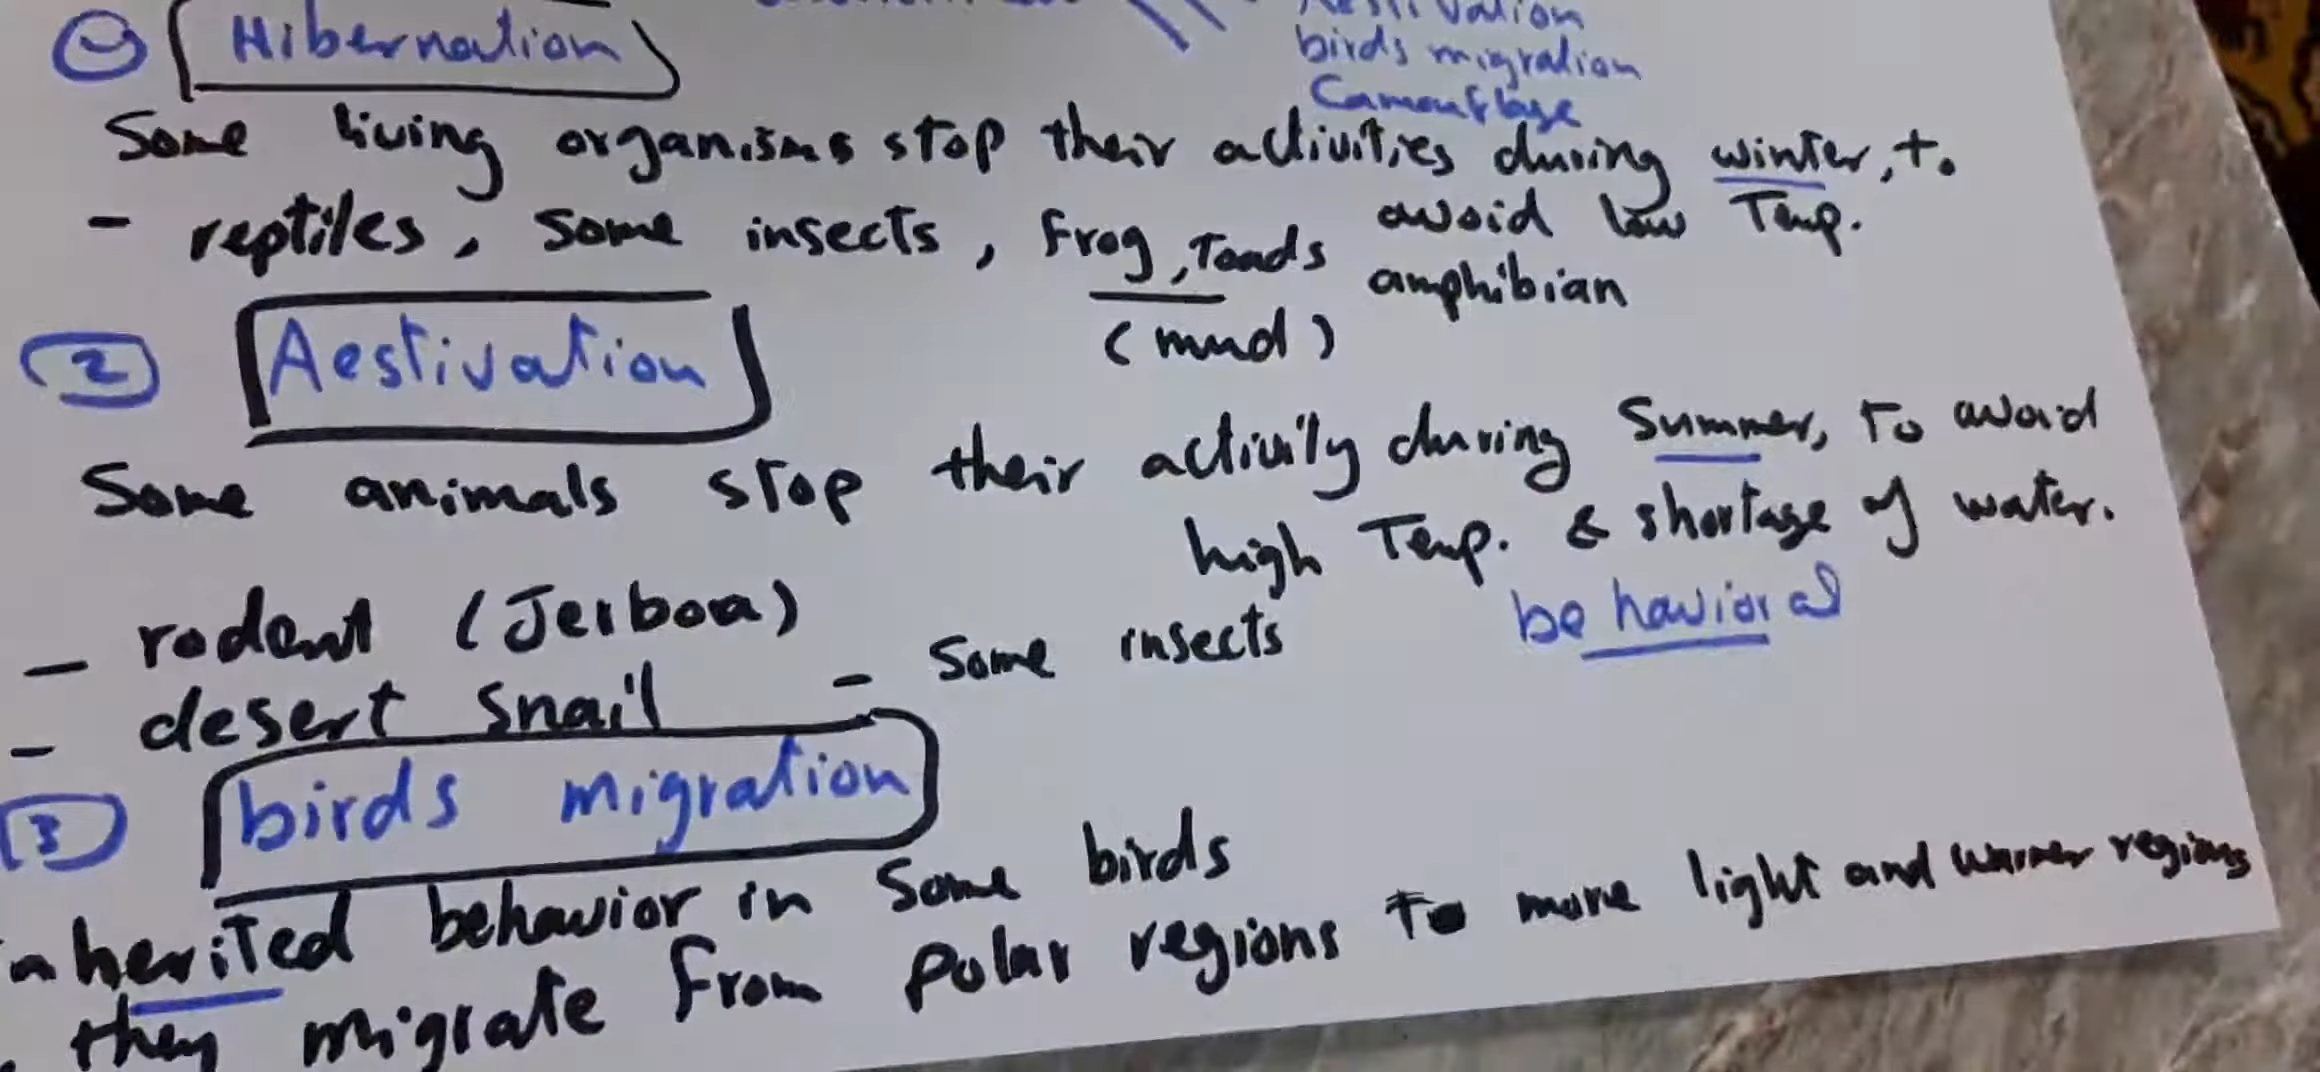 Aestivation
birds migration
Camouflage
Hibernation
Some living organisms stop their activities during winter, to
avoid low Temp.
- reptiles, Some insects, frog, Toads amphibian
(mud)
2 Aestivation
Some animals stop their activity during Summer, To avoid
high Temp. & shortage of water.
behavioral
- rodent (Jerboa)
- Some insects
- desert snail
3 birds migration
inherited behavior in Some birds
they migrate from polar regions to more light and warmer regions